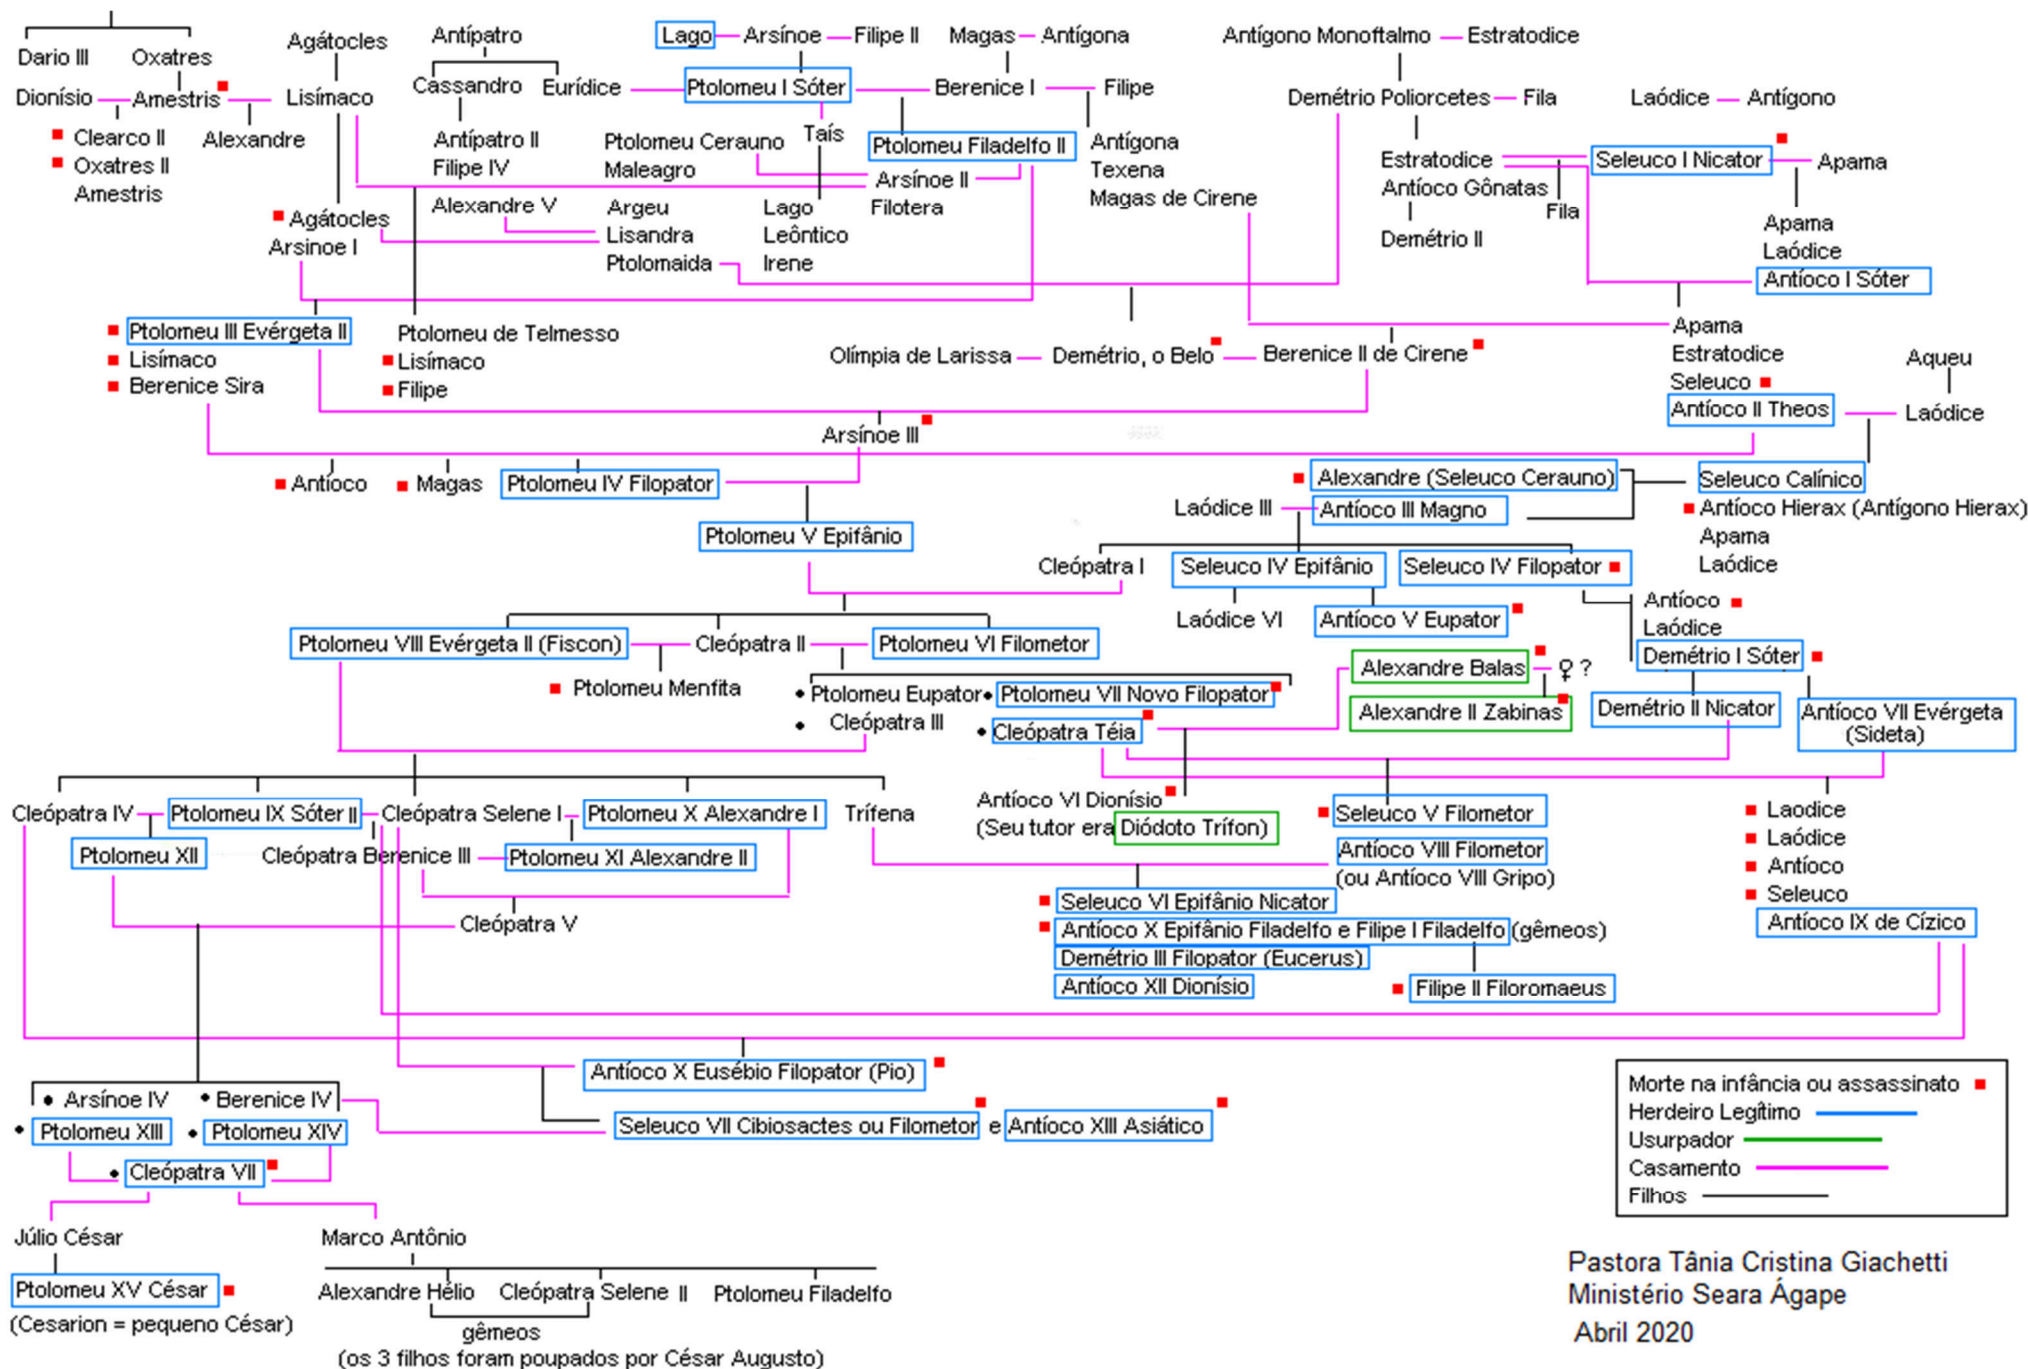 Agátocles
Antípatro
Lago
Arsínoe
Filipe II
Magas
Antígona
Antígono Monoftalmo
Estratodice
Dario III
Oxatres
Cassandro
Eurídice
Ptolomeu I Sóter
Berenice I
Filipe
Demétrio Poliorcetes
Fila
Laódice
Antígono
Dionísio
Amestris
Lisímaco
Clearco II
Oxatres II
Amestris
Alexandre
Antípatro II
Filipe IV
Ptolomeu Cerauno
Maleagro
Taís
Ptolomeu Filadelfo II
Arsínoe II
Filotera
Antígona
Texena
Magas de Cirene
Estratodice
Antíoco Gônatas
Fila
Demétrio II
Seleuco I Nicator
Apama
Apama
Laódice
Antíoco I Sóter
Agátocles
Arsinoe I
Alexandre V
Argeu
Lisandra
Ptolomaida
Lago
Leôntico
Irene
Ptolomeu III Evérgeta II
Lisímaco
Berenice Sira
Ptolomeu de Telmesso
Lisímaco
Filipe
Olímpia de Larissa
Demétrio, o Belo
Berenice II de Cirene
Apama
Estratodice
Seleuco
Antíoco II Theos
Aqueu
Laódice
Arsínoe III
Antíoco
Magas
Ptolomeu IV Filopator
Alexandre (Seleuco Cerauno)
Laódice III
Antíoco III Magno
Seleuco Calínico
Antíoco Hierax (Antígono Hierax)
Apama
Laódice
Ptolomeu V Epifânio
Cleópatra I
Seleuco IV Epifânio
Seleuco IV Filopator
Laódice VI
Antíoco V Eupator
Antíoco
Laódice
Demétrio I Sóter
Ptolomeu VIII Evérgeta II (Fiscon)
Cleópatra II
Ptolomeu VI Filometor
Ptolomeu Menfita
Ptolomeu Eupator
Ptolomeu VII Novo Filopator
Cleópatra III
Cleópatra Téia
Alexandre Balas
♀ ?
Alexandre II Zabinas
Demétrio II Nicator
Antíoco VII Evérgeta
(Sideta)
Cleópatra IV
Ptolomeu IX Sóter II
Cleópatra Selene I
Ptolomeu X Alexandre I
Trífena
Antíoco VI Dionísio
(Seu tutor era Diódoto Trífon)
Seleuco V Filometor
Laodice
Laódice
Antíoco
Seleuco
Antíoco IX de Cízico
Ptolomeu XII
Cleópatra Berenice III
Ptolomeu XI Alexandre II
Antíoco VIII Filometor
(ou Antíoco VIII Gripo)
Cleópatra V
Seleuco VI Epifânio Nicator
Antíoco X Epifânio Filadelfo e Filipe I Filadelfo (gêmeos)
Demétrio III Filopator (Eucerus)
Antíoco XII Dionísio
Filipe II Filoromaeus
Antíoco X Eusébio Filopator (Pio)
Arsínoe IV
Berenice IV
Ptolomeu XIII
Ptolomeu XIV
Seleuco VII Cibiosactes ou Filometor e Antíoco XIII Asiático
Cleópatra VII
Júlio César
Marco Antônio
Ptolomeu XV César
(Cesarion = pequeno César)
Alexandre Hélio
Cleópatra Selene II
Ptolomeu Filadelfo
gêmeos
(os 3 filhos foram poupados por César Augusto)
Morte na infância ou assassinato
Herdeiro Legítimo
Usurpador
Casamento
Filhos
Pastora Tânia Cristina Giachetti
Ministério Seara Ágape
Abril 2020